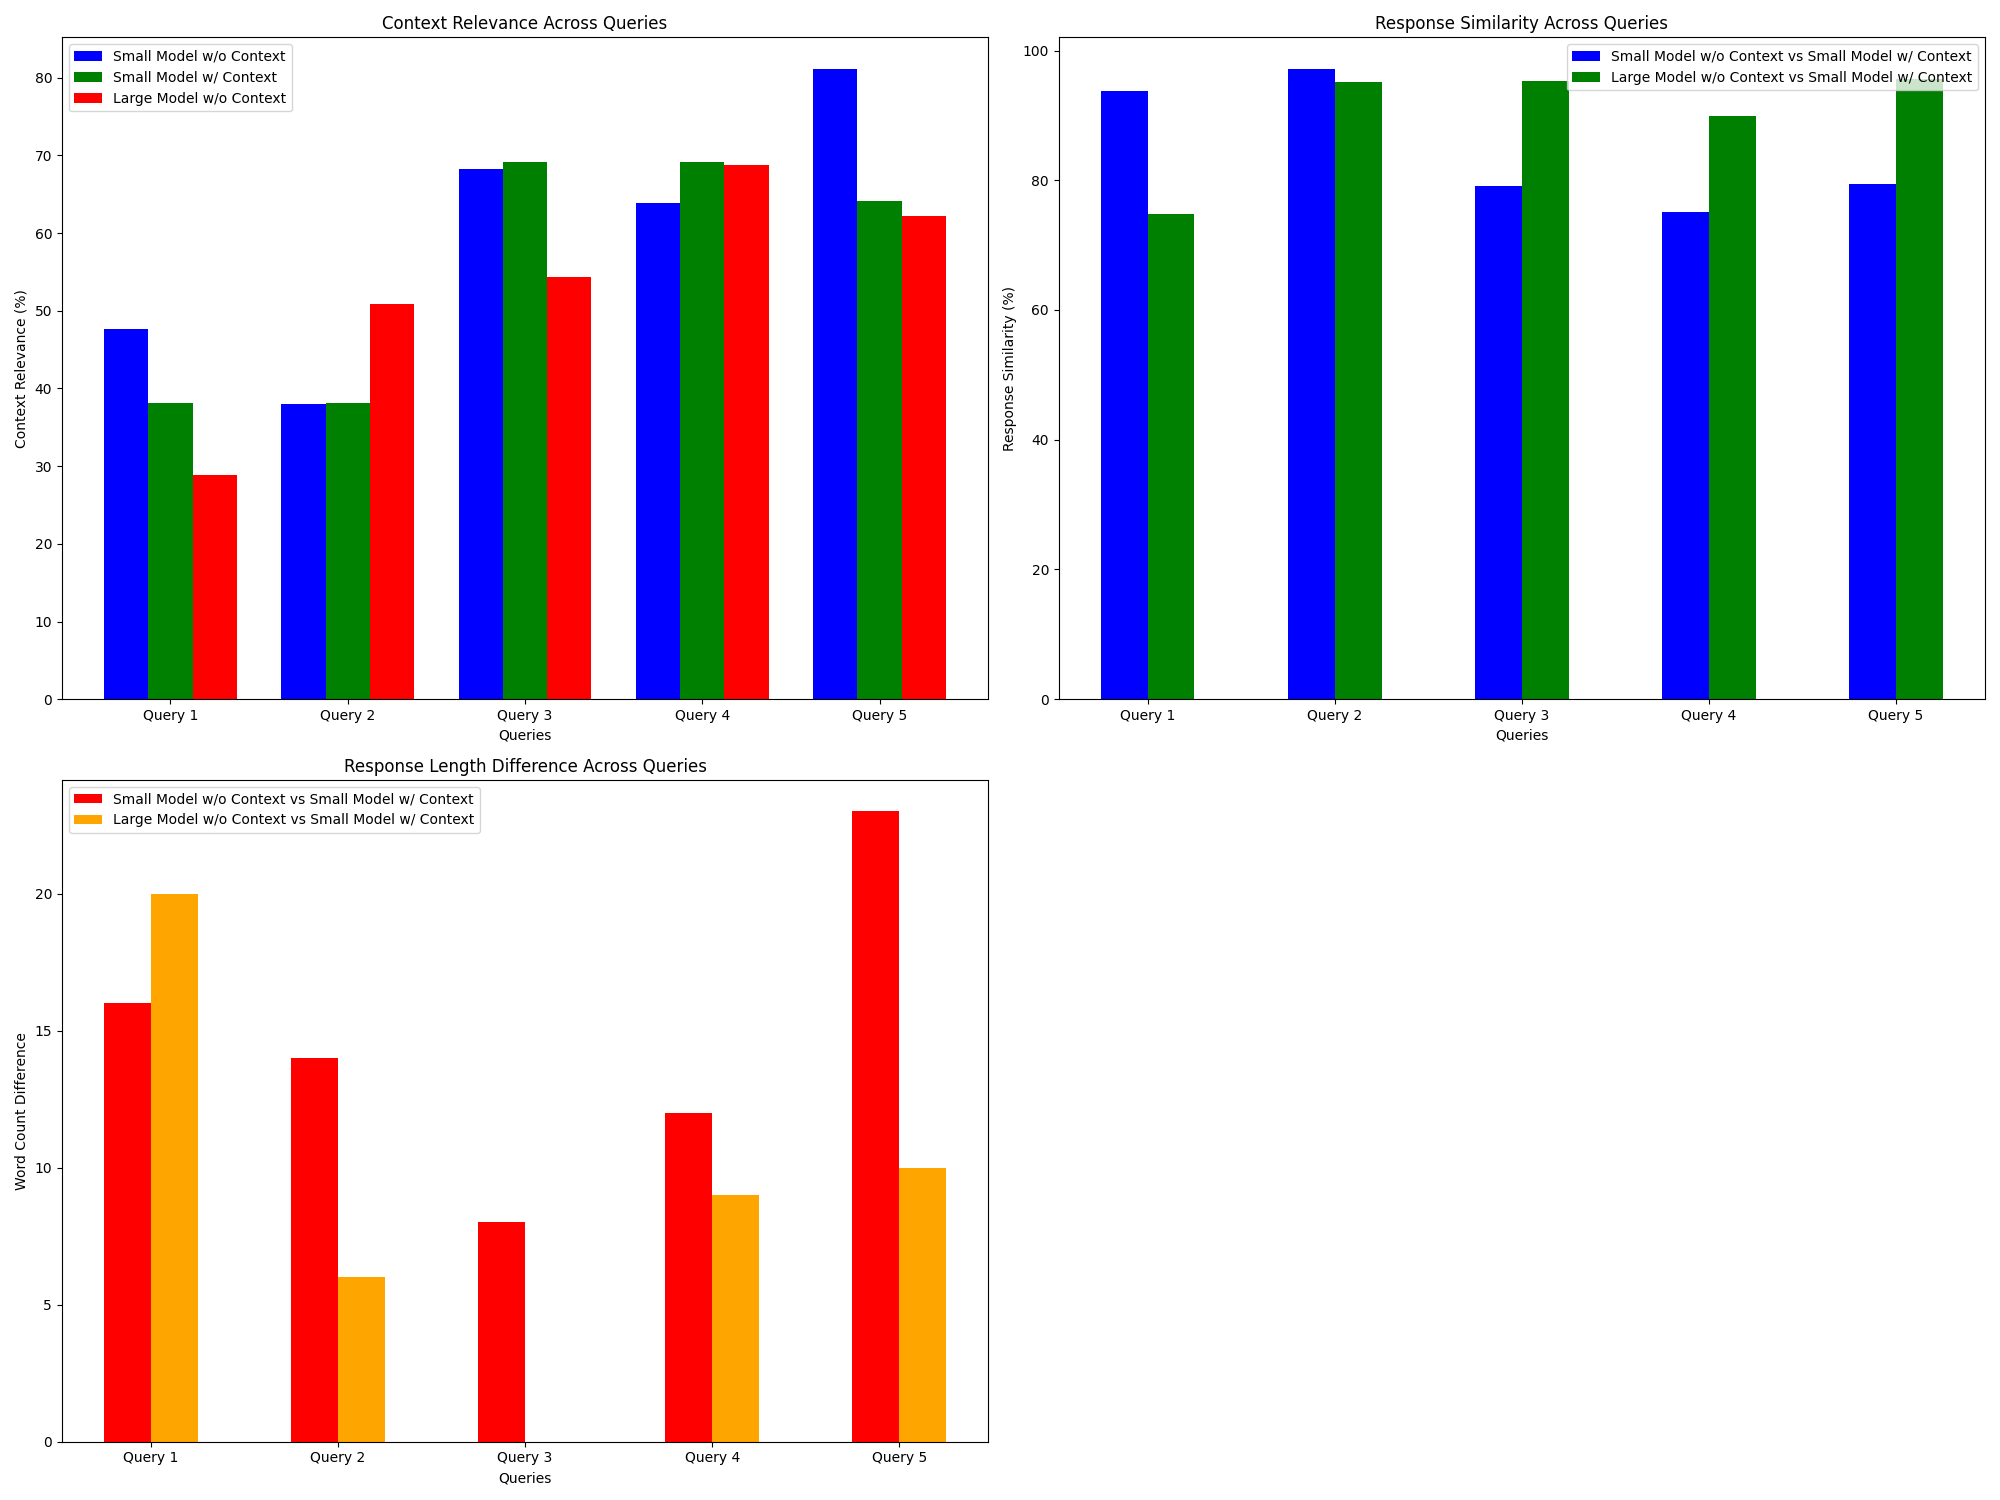 Context Relevance Across Queries
Small Model w/o Context
Small Model w/ Context
Large Model w/o Context
Context Relevance (%)
80
70
60
50
40
30
20
10
0
Query 1 Query 2 Query 3 Query 4 Query 5
Queries
Response Similarity Across Queries
Small Model w/o Context vs Small Model w/ Context
Large Model w/o Context vs Small Model w/ Context
Response Similarity (%)
100
80
60
40
20
0
Query 1 Query 2 Query 3 Query 4 Query 5
Queries
Response Length Difference Across Queries
Small Model w/o Context vs Small Model w/ Context
Large Model w/o Context vs Small Model w/ Context
Word Count Difference
20
15
10
5
0
Query 1 Query 2 Query 3 Query 4 Query 5
Queries